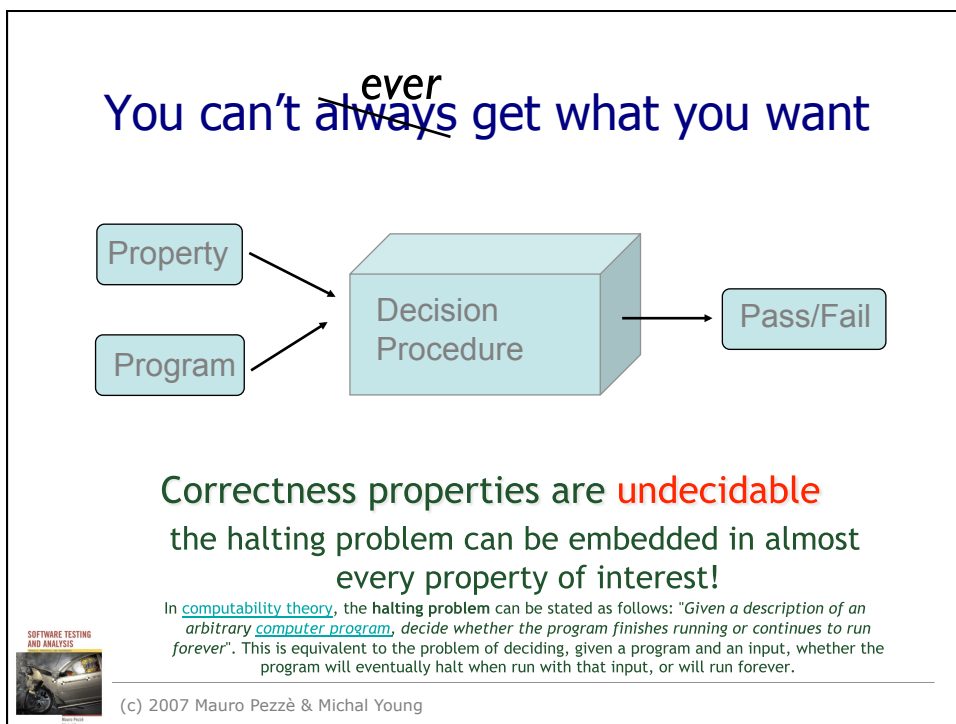 ever
You can't always get what you want
Property
Program
Decision
Procedure
Pass/Fail
Correctness properties are undecidable
the halting problem can be embedded in almost
every property of interest!
In computability theory, the halting problem can be stated as follows: "Given a description of an
arbitrary computer program, decide whether the program finishes running or continues to run
forever". This is equivalent to the problem of deciding, given a program and an input, whether the
program will eventually halt when run with that input, or will run forever.
SOFTWARE TESTING
AND ANALYSIS
Mauro Pezzè
(c) 2007 Mauro Pezzè & Michal Young